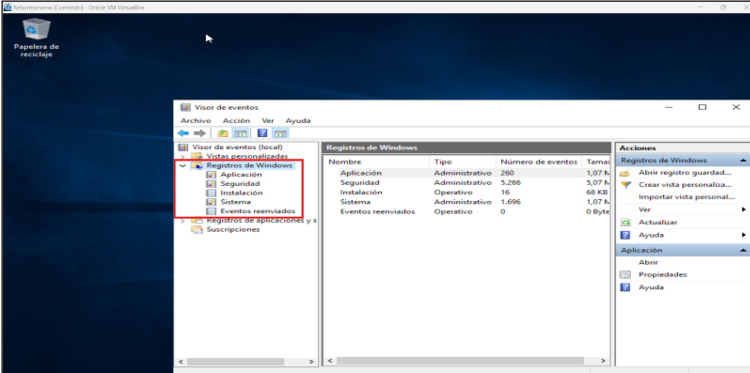 Retornserverw (Corriendo) - Oracle VM VirtualBox
Papelera de
reciclaje
Visor de eventos
Archivo Acción Ver Ayuda
Visor de eventos (local)
Vistas personalizadas
Registros de Windows
Aplicación
Seguridad
Instalación
Sistema
Eventos reenviados
Registros de aplicaciones y s
Suscripciones
Registros de Windows
Nombre Tipo Número de eventos Tamaı
Aplicación Administrativo 260 1,07 M
Seguridad Administrativo 5.266 5,07 M
Instalación Operativo 16 68 KB
Sistema Administrativo 1.696 1,07 M
Eventos reenviados Operativo 0 0 Byte
Acciones
Registros de Windows
Abrir registro guardad...
Crear vista personaliza...
Importar vista personal...
Ver
Actualizar
Ayuda
Aplicación
Abrir
Propiedades
Ayuda